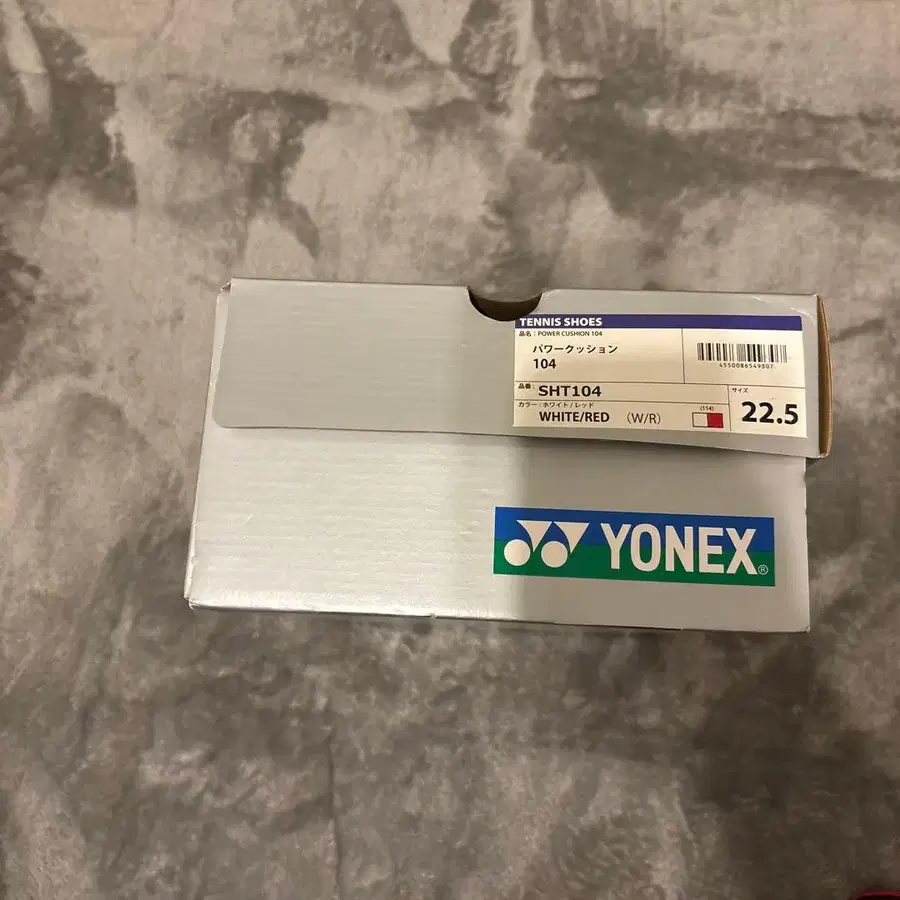 TENNIS SHOES
品名：POWER CUSHION 104
パワークッション
104
4550086549307
品番：
SHT104
カラー：ホワイト / レッド
WHITE/RED （W/R）
(114)
サイズ
22.5
YONEX®